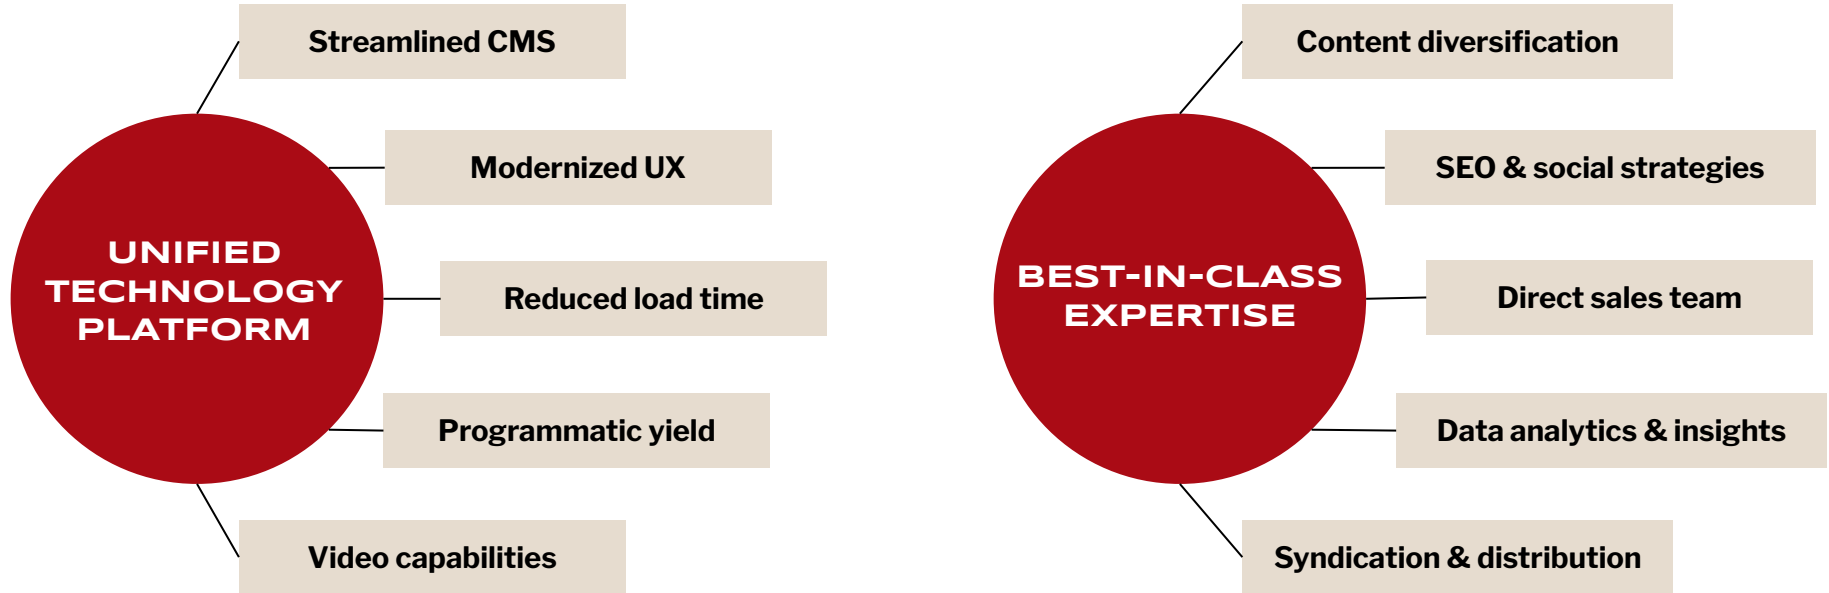 Streamlined CMS
Modernized UX
UNIFIED
TECHNOLOGY
PLATFORM
Reduced load time
Programmatic yield
Video capabilities
Content diversification
SEO & social strategies
BEST-IN-CLASS
EXPERTISE
Direct sales team
Data analytics & insights
Syndication & distribution